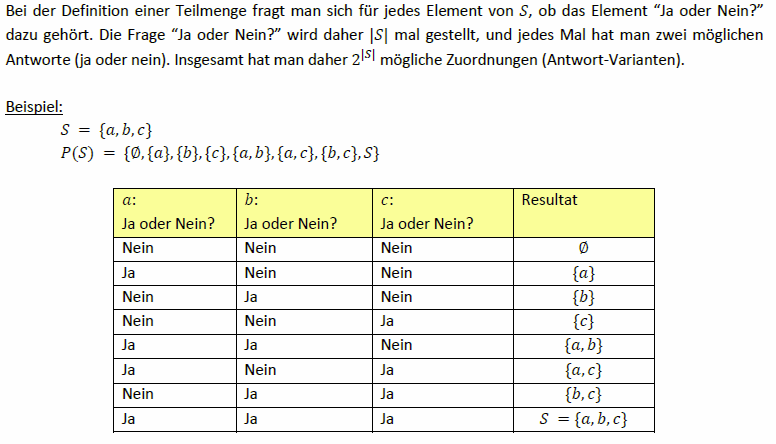 Bei der Definition einer Teilmenge fragt man sich für jedes Element von S, ob das Element “Ja oder Nein?”
dazu gehört. Die Frage “Ja oder Nein?” wird daher |S| mal gestellt, und jedes Mal hat man zwei möglichen
Antworte (ja oder nein). Insgesamt hat man daher 2^|S| mögliche Zuordnungen (Antwort-Varianten).
Beispiel:
S = {a, b, c}
P(S) = {∅, {a}, {b}, {c}, {a, b}, {a, c}, {b, c}, S}
a: b: c: Resultat
Ja oder Nein? Ja oder Nein? Ja oder Nein?
Nein Nein Nein ∅
Ja Nein Nein {a}
Nein Ja Nein {b}
Nein Nein Ja {c}
Ja Ja Nein {a, b}
Ja Nein Ja {a, c}
Nein Ja Ja {b, c}
Ja Ja Ja S = {a, b, c}